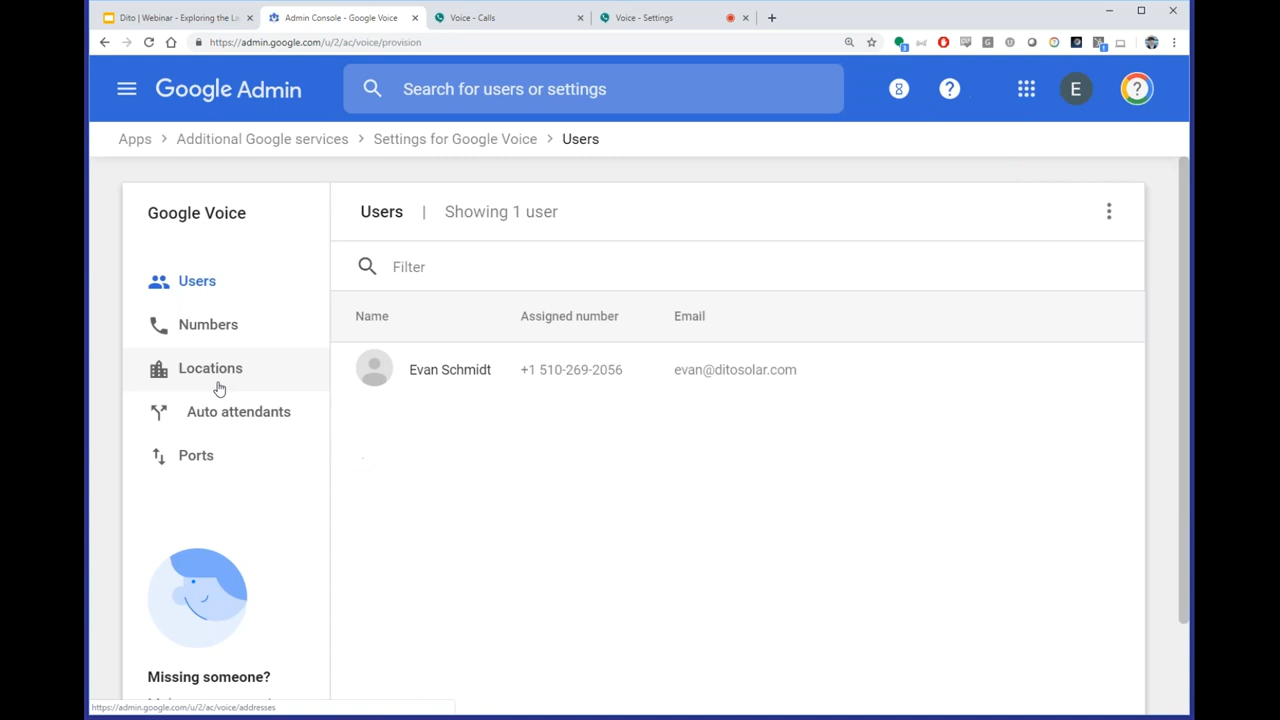 Dito | Webinar - Exploring the Li
Admin Console - Google Voice
Voice - Calls
Voice - Settings
https://admin.google.com/u/2/ac/voice/provision
Google Admin
Search for users or settings
E
Apps > Additional Google services > Settings for Google Voice > Users
Google Voice
Users
Numbers
Locations
Auto attendants
Ports
Missing someone?
Users | Showing 1 user
Filter
Name Assigned number Email
Evan Schmidt +1 510-269-2056 evan@ditosolar.com
https://admin.google.com/u/2/ac/voice/addresses